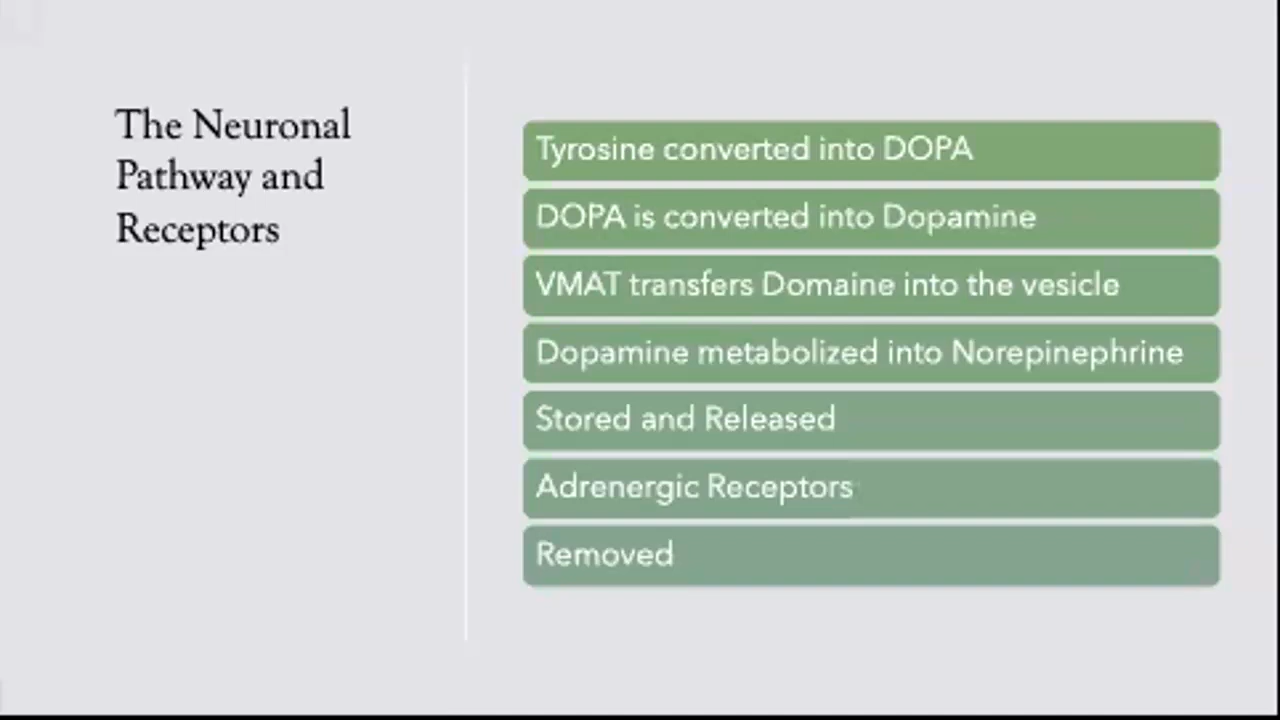 The Neuronal
Pathway and
Receptors
Tyrosine converted into DOPA
DOPA is converted into Dopamine
VMAT transfers Domaine into the vesicle
Dopamine metabolized into Norepinephrine
Stored and Released
Adrenergic Receptors
Removed